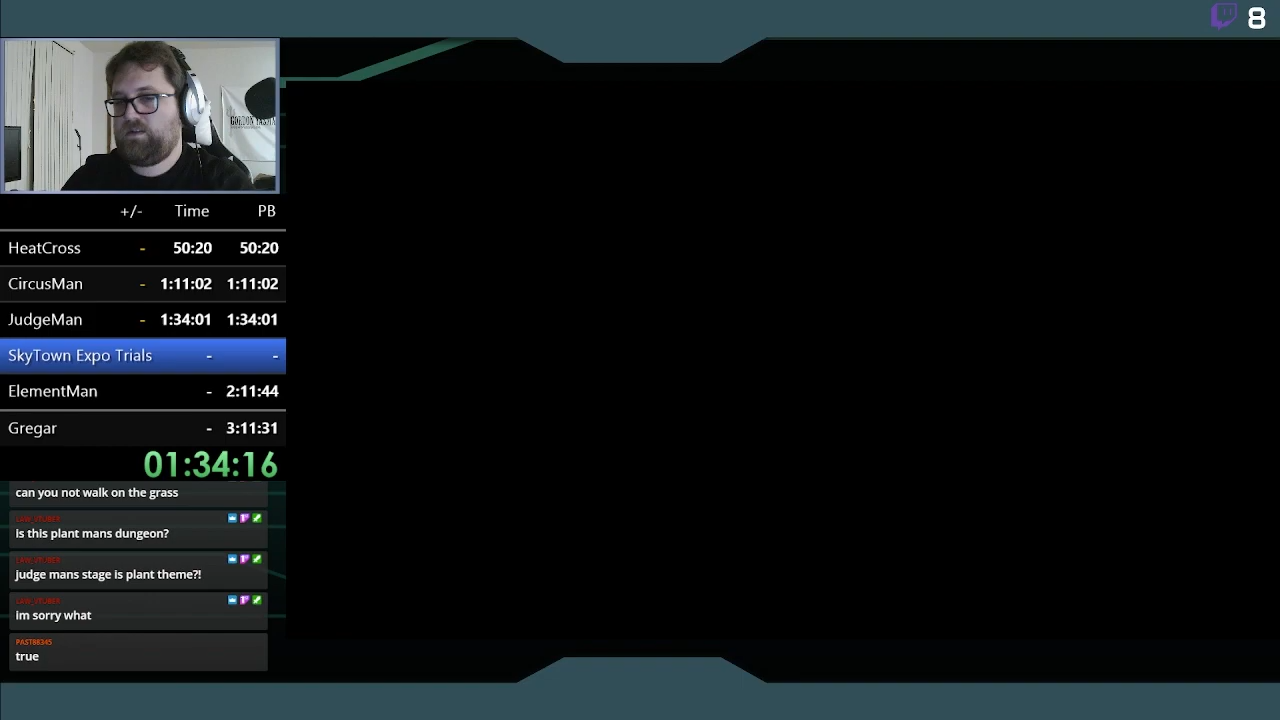 8
GORDON
+/- Time PB
HeatCross - 50:20 50:20
CircusMan - 1:11:02 1:11:02
JudgeMan - 1:34:01 1:34:01
SkyTown Expo Trials - -
ElementMan - 2:11:44
Gregar - 3:11:31
01:34:16
can you not walk on the grass
is this plant mans dungeon?
judge mans stage is plant theme?!
im sorry what
PAST88345
true